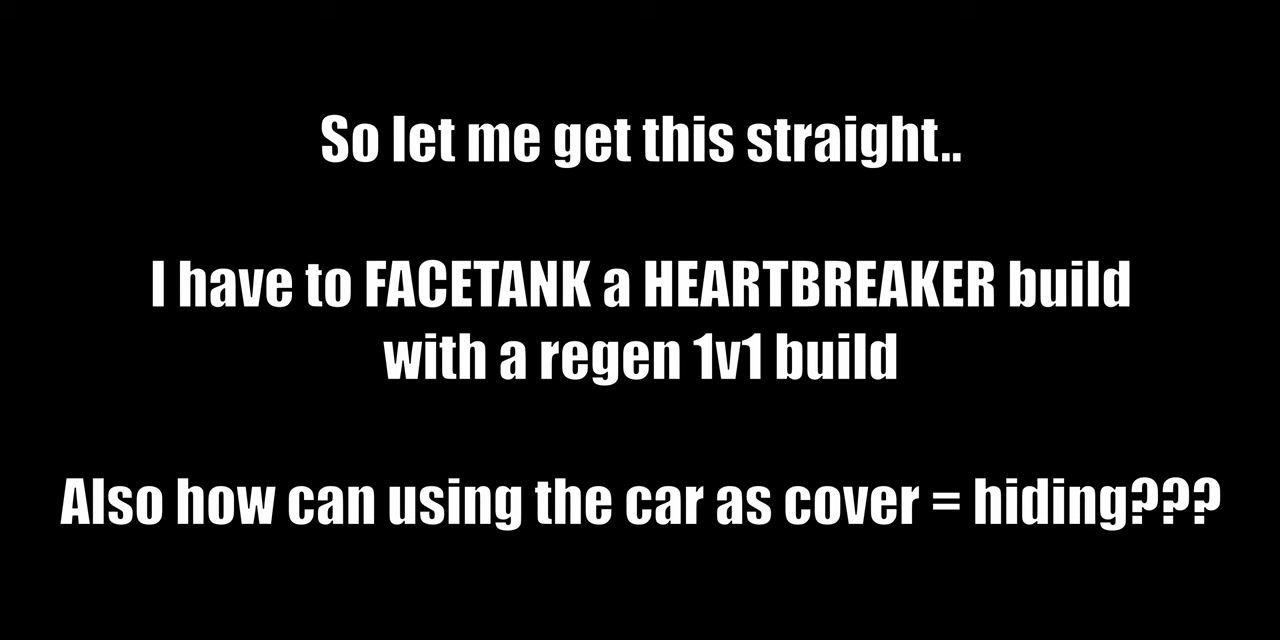 So let me get this straight..
I have to FACETANK a HEARTBREAKER build
with a regen 1v1 build
Also how can using the car as cover = hiding???